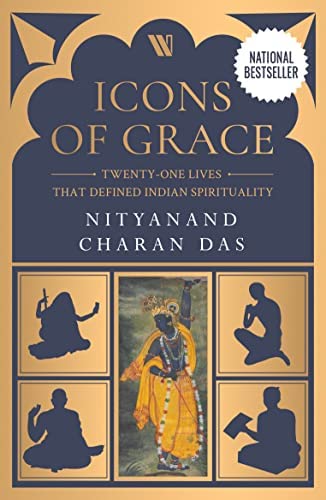 W
NATIONAL
BESTSELLER
ICONS
OF GRACE
TWENTY-ONE LIVES
THAT DEFINED INDIAN SPIRITUALITY
NITYANAND
CHARAN DAS